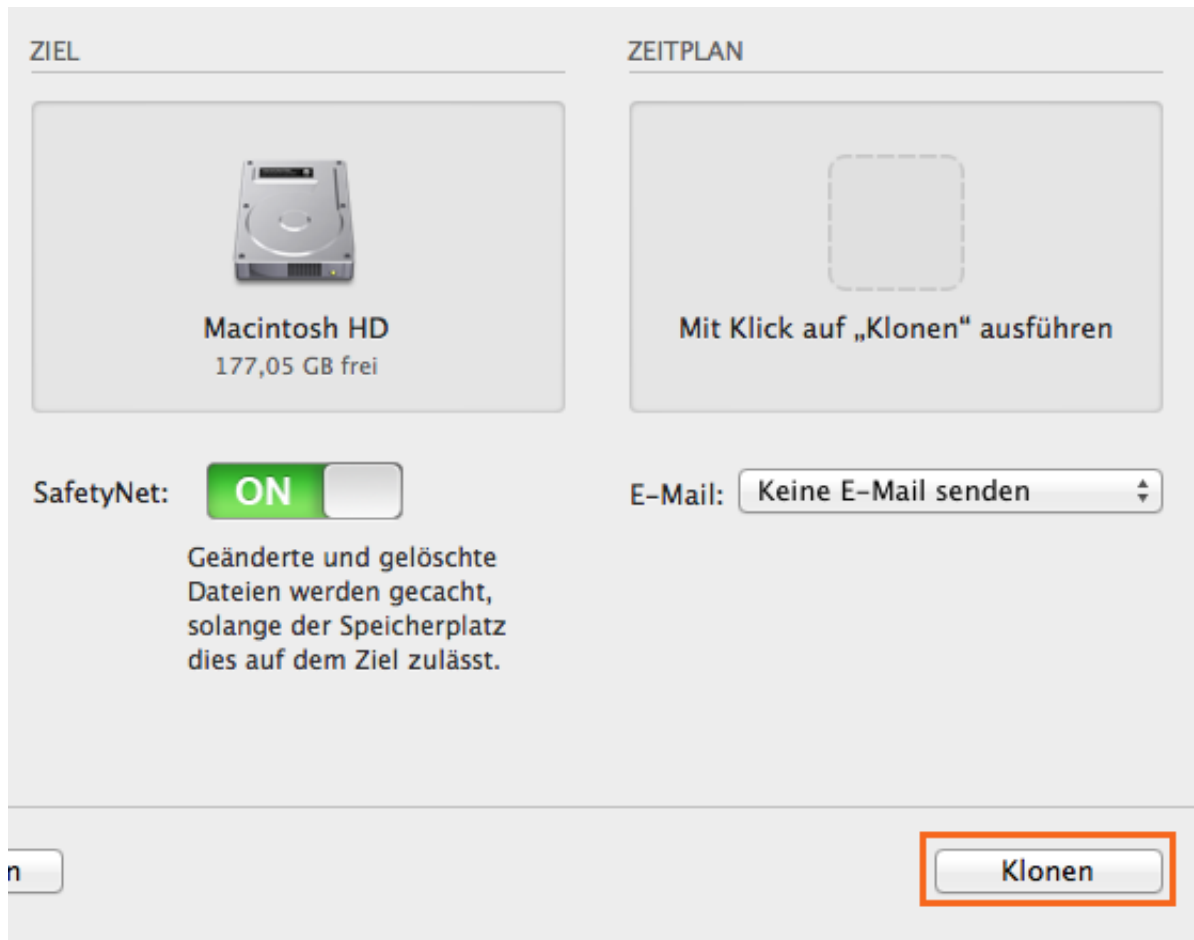 ZIEL
ZEITPLAN
Macintosh HD
177,05 GB frei
Mit Klick auf „Klonen“ ausführen
SafetyNet:
ON
Geänderte und gelöschte
Dateien werden gecacht,
solange der Speicherplatz
dies auf dem Ziel zulässt.
E-Mail:
Keine E-Mail senden
n
Klonen